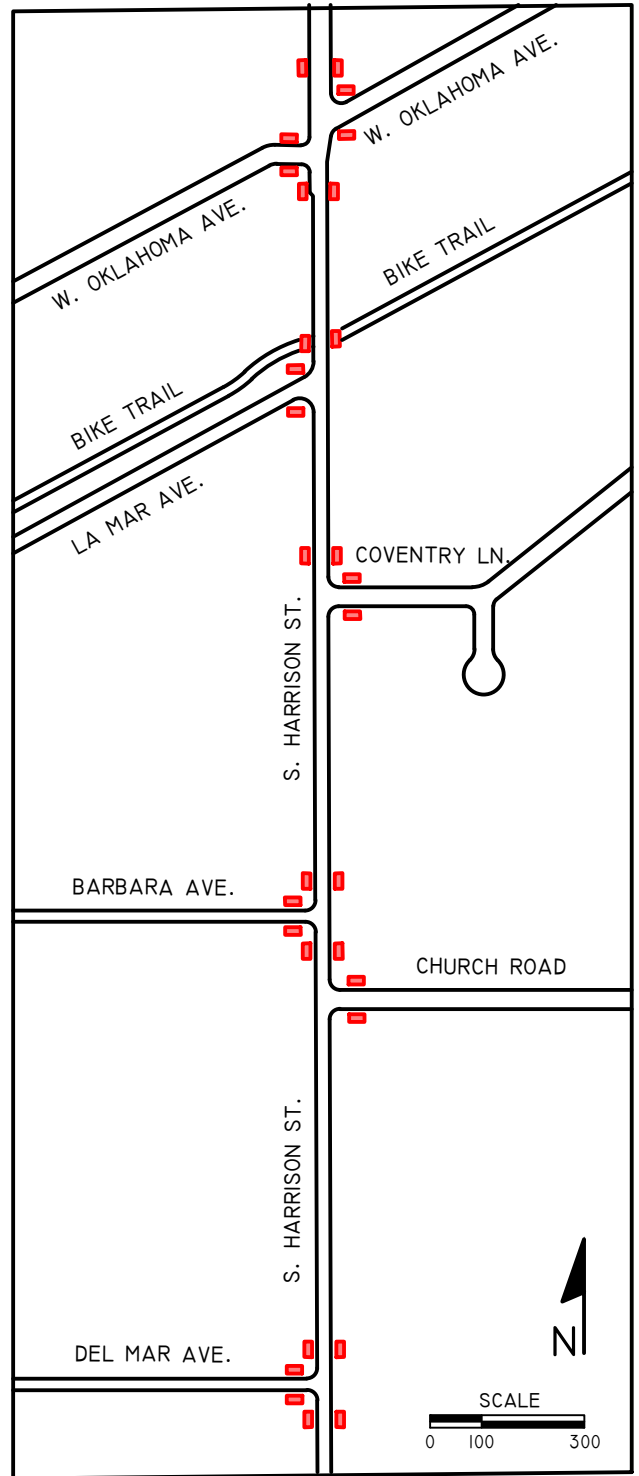 W. OKLAHOMA AVE.
W. OKLAHOMA AVE.
BIKE TRAIL
BIKE TRAIL
LA MAR AVE.
COVENTRY LN.
S. HARRISON ST.
BARBARA AVE.
CHURCH ROAD
S. HARRISON ST.
N
DEL MAR AVE.
SCALE
0 100 300